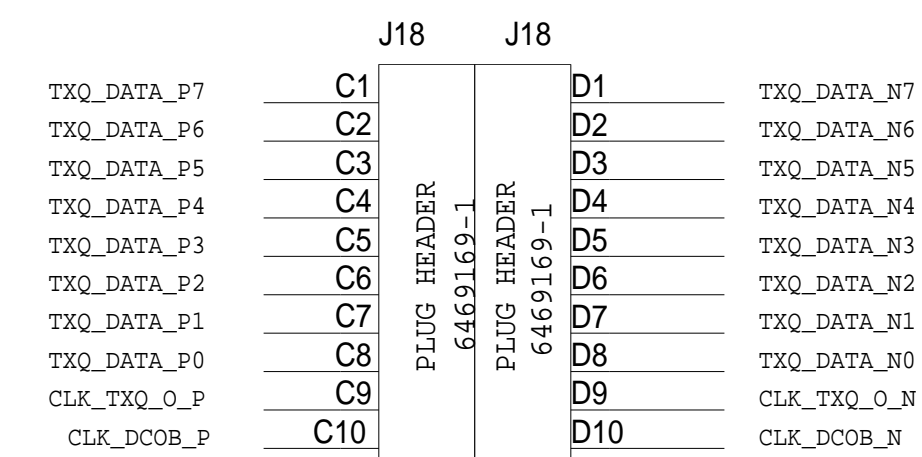 J18 J18
TXQ_DATA_P7 C1 D1 TXQ_DATA_N7
TXQ_DATA_P6 C2 D2 TXQ_DATA_N6
TXQ_DATA_P5 C3 D3 TXQ_DATA_N5
TXQ_DATA_P4 C4 D4 TXQ_DATA_N4
TXQ_DATA_P3 C5 D5 TXQ_DATA_N3
TXQ_DATA_P2 C6 D6 TXQ_DATA_N2
TXQ_DATA_P1 C7 D7 TXQ_DATA_N1
TXQ_DATA_P0 C8 D8 TXQ_DATA_N0
CLK_TXQ_O_P C9 D9 CLK_TXQ_O_N
CLK_DCOB_P C10 D10 CLK_DCOB_N
PLUG HEADER
6469169-1
PLUG HEADER
6469169-1